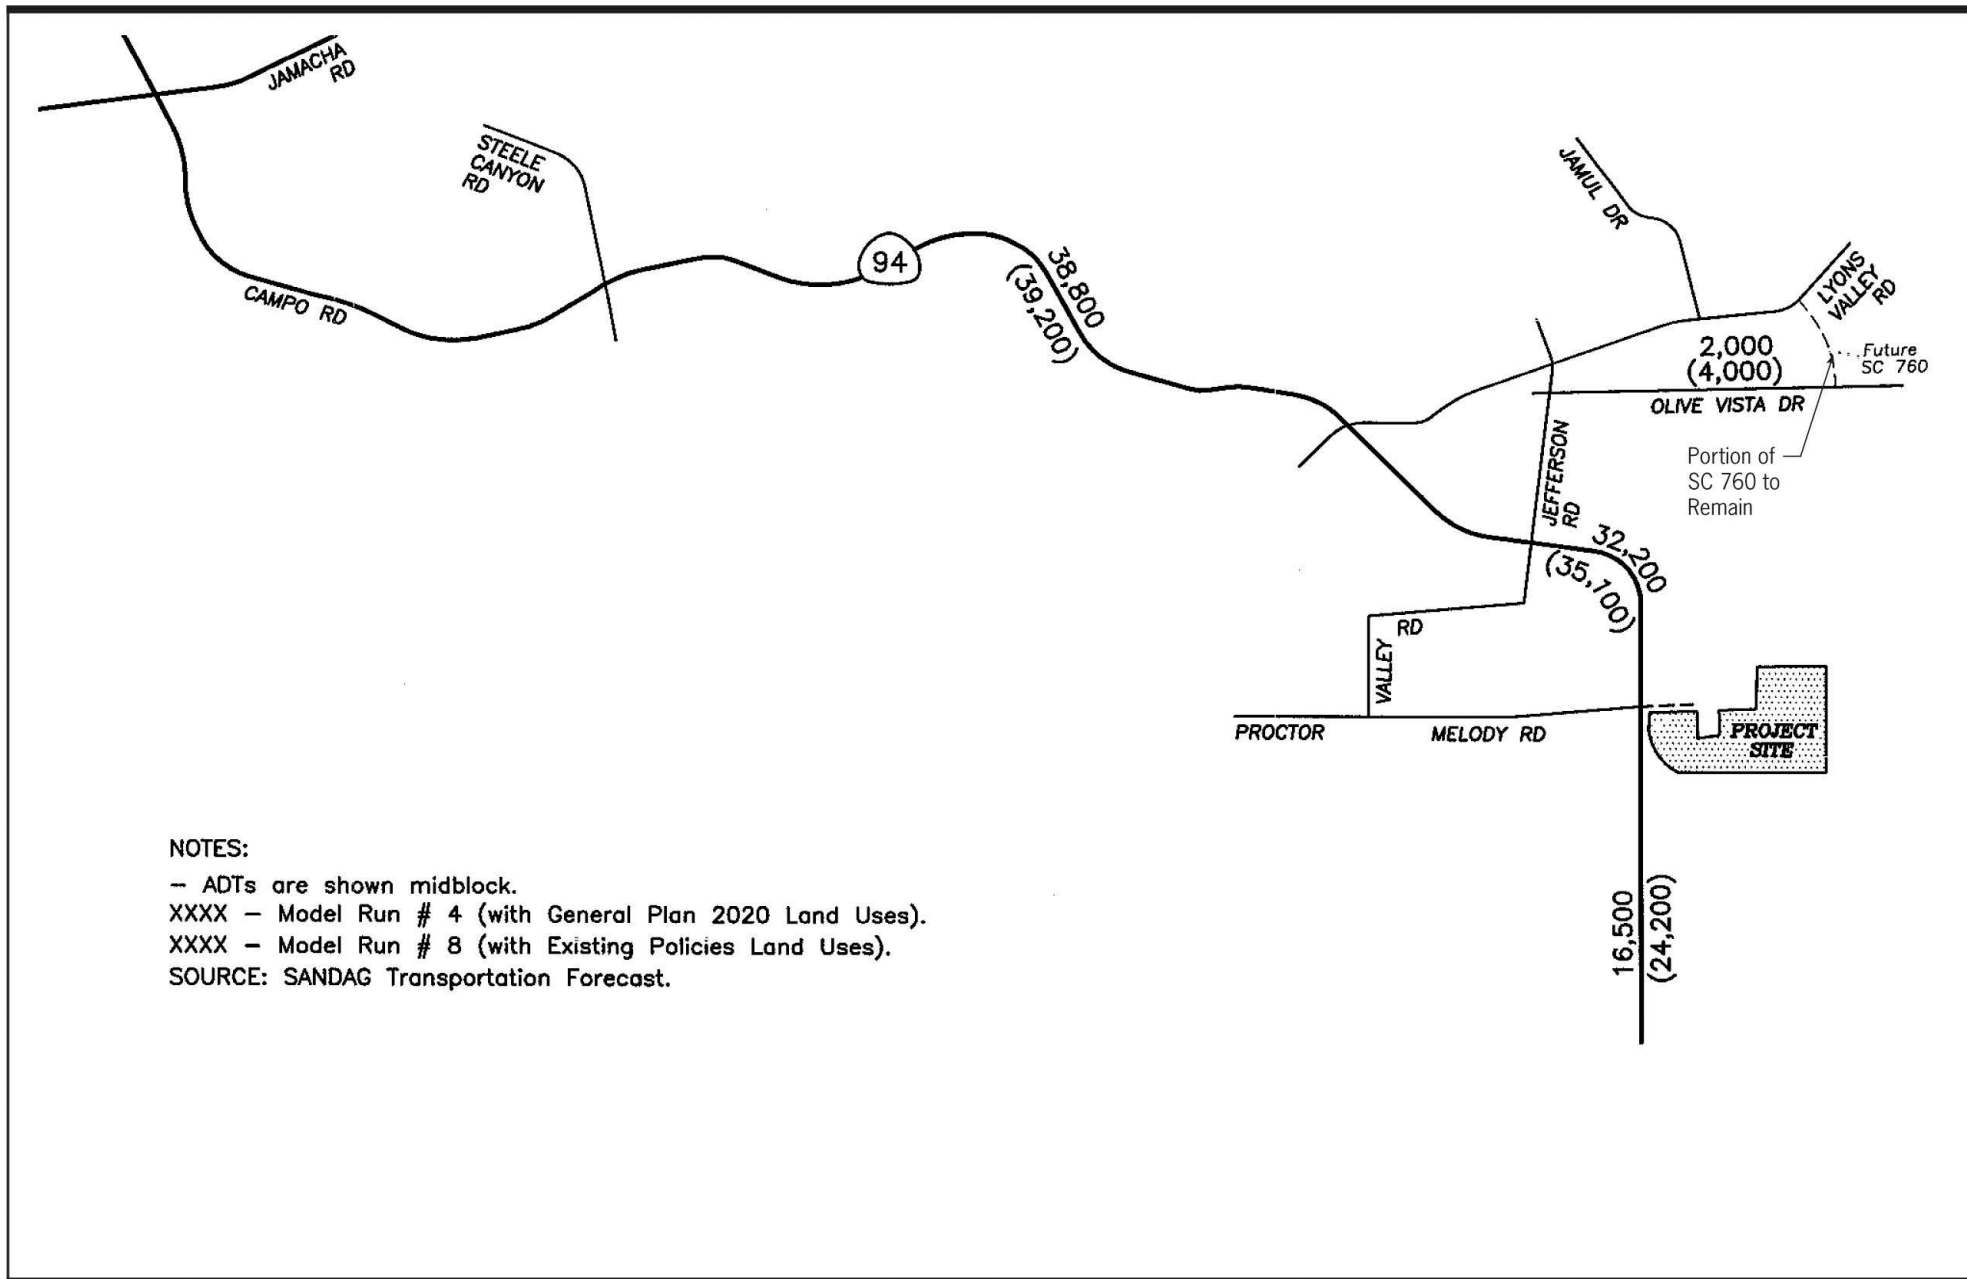 JAMACHA
RD
STEELE
CANYON
RD
JAMUL DR
LYONS
VALLEY
RD
94
38,800
(39,200)
CAMPO RD
2,000
(4,000)
Future
SC 760
OLIVE VISTA DR
Portion of
SC 760 to
Remain
JEFFERSON
RD
32,200
(35,100)
RD
VALLEY
PROCTOR
MELODY RD
PROJECT
SITE
NOTES:
- ADTs are shown midblock.
XXXX - Model Run # 4 (with General Plan 2020 Land Uses).
XXXX - Model Run # 8 (with Existing Policies Land Uses).
SOURCE: SANDAG Transportation Forecast.
16,500
(24,200)